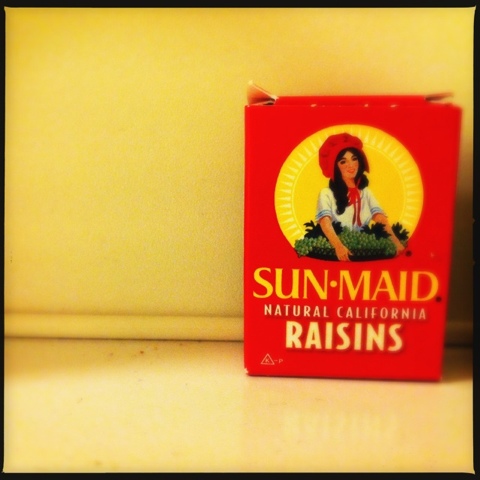 SUN•MAID
NATURAL CALIFORNIA
RAISINS
K-P